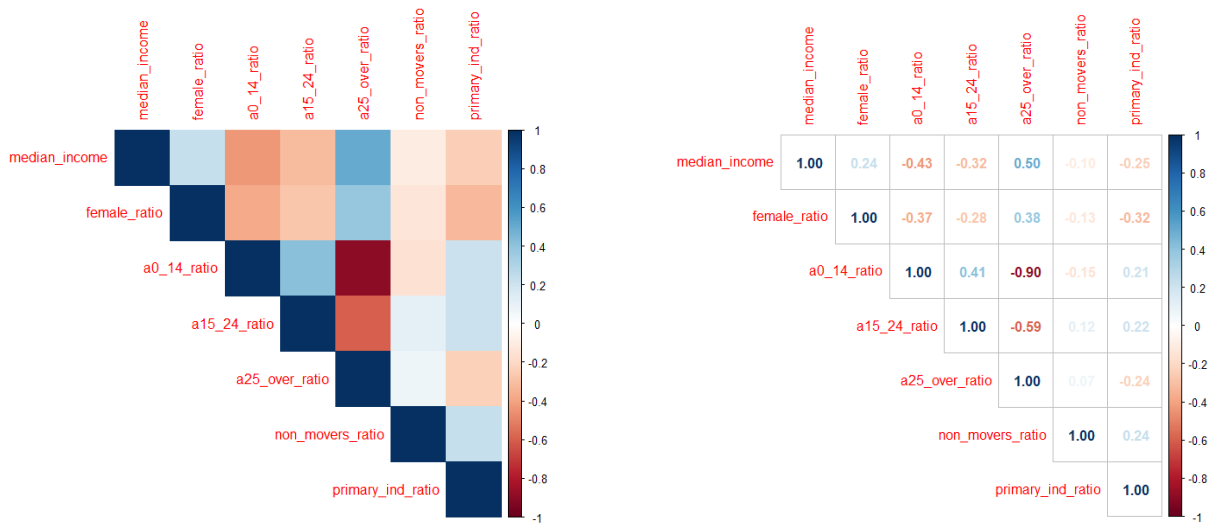 median_income
female_ratio
a0_14_ratio
a15_24_ratio
a25_over_ratio
non_movers_ratio
primary_ind_ratio
median_income
female_ratio
a0_14_ratio
a15_24_ratio
a25_over_ratio
non_movers_ratio
primary_ind_ratio
1
0.8
0.6
0.4
0.2
0
-0.2
-0.4
-0.6
-0.8
-1
median_income
female_ratio
a0_14_ratio
a15_24_ratio
a25_over_ratio
non_movers_ratio
primary_ind_ratio
median_income 1.00 0.24 -0.43 -0.32 0.50 -0.10 -0.25
female_ratio 1.00 -0.37 -0.28 0.38 -0.13 -0.32
a0_14_ratio 1.00 0.41 -0.90 -0.15 0.21
a15_24_ratio 1.00 -0.59 0.12 0.22
a25_over_ratio 1.00 0.07 -0.24
non_movers_ratio 1.00 0.24
primary_ind_ratio 1.00
1
0.8
0.6
0.4
0.2
0
-0.2
-0.4
-0.6
-0.8
-1